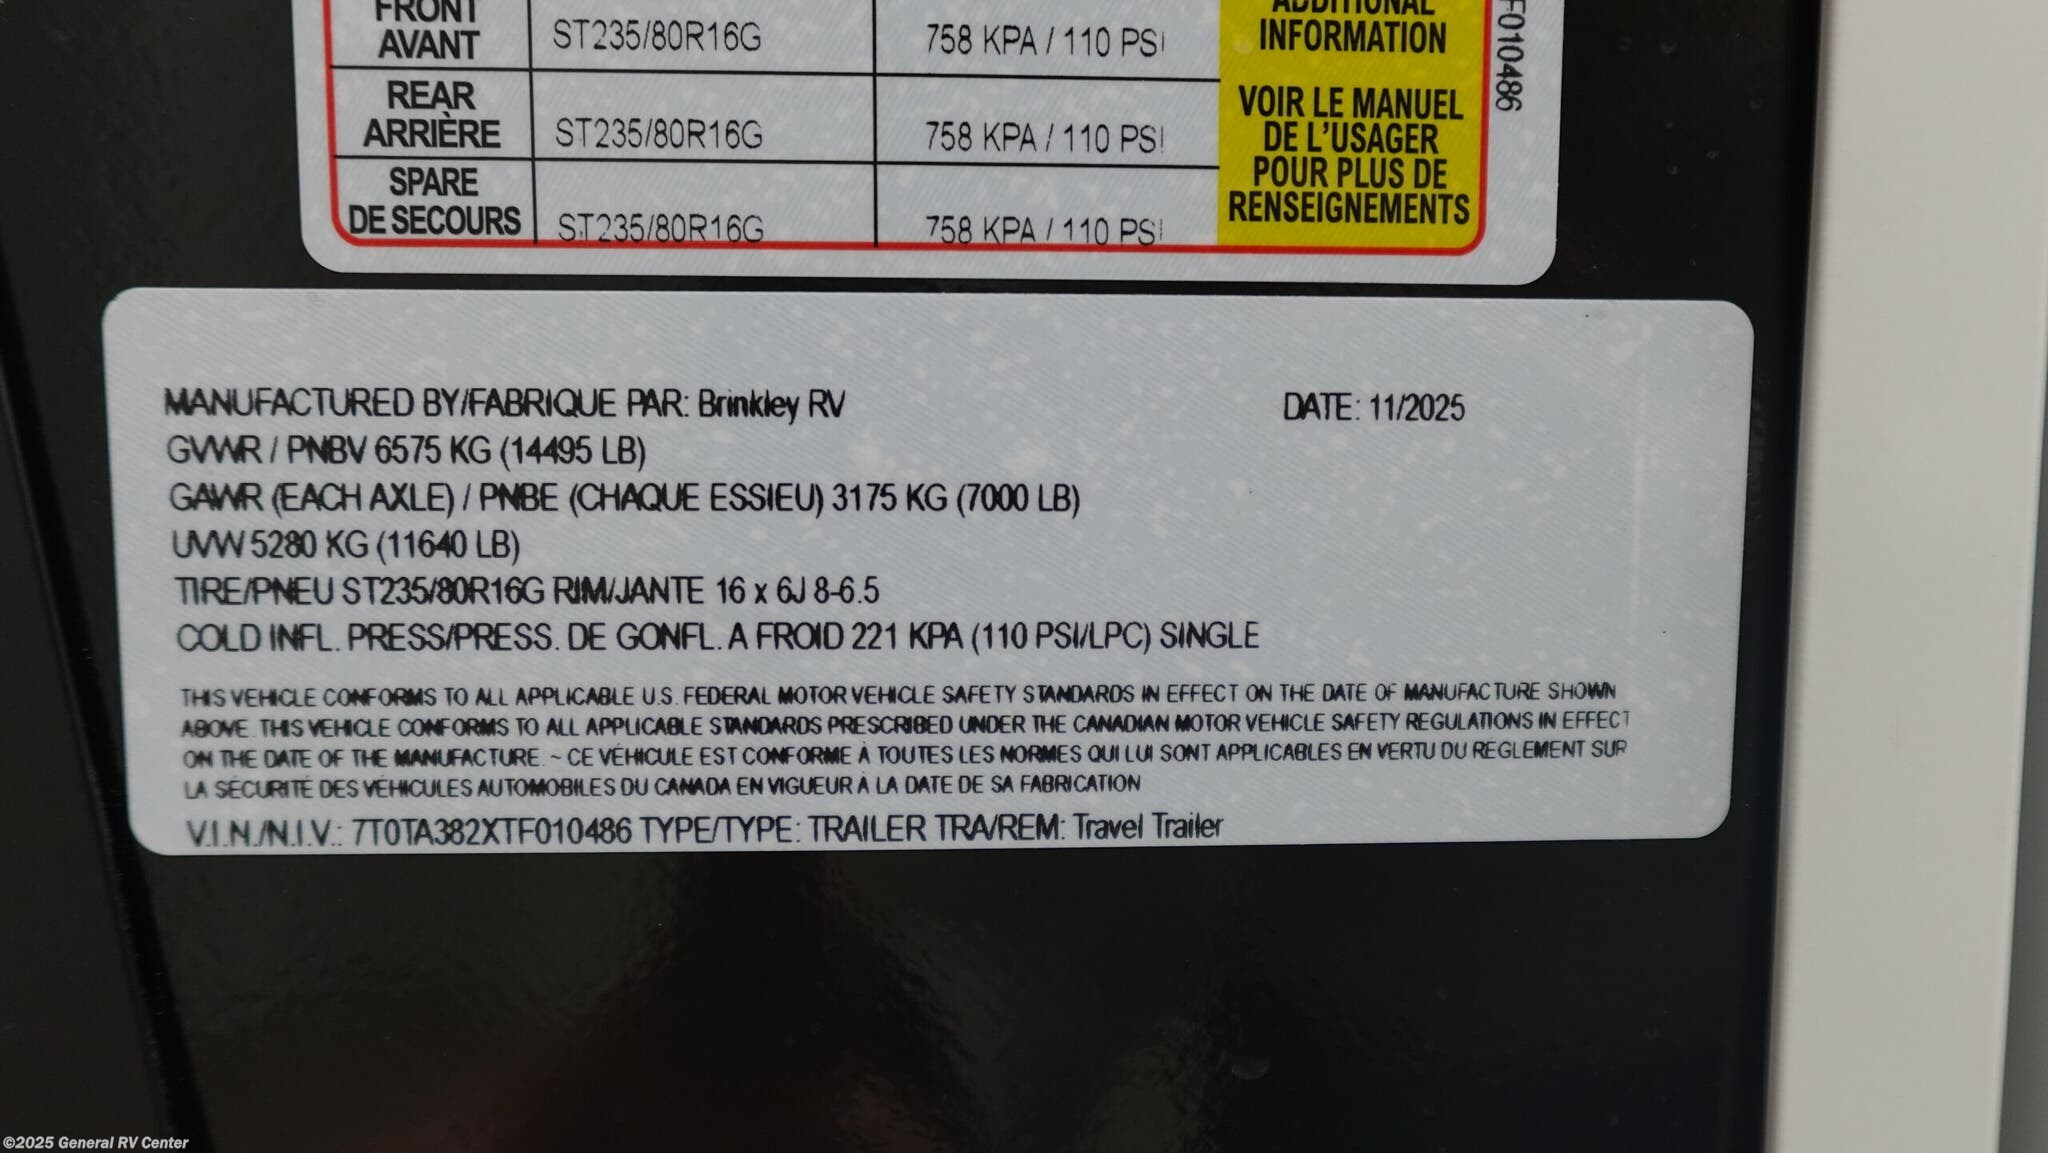 FRONT
AVANT
ST235/80R16G
758 KPA / 110 PSI
ADDITIONAL
INFORMATION
REAR
ARRIÈRE
ST235/80R16G
758 KPA / 110 PSI
VOIR LE MANUEL
DE L'USAGER
POUR PLUS DE
RENSEIGNEMENTS
SPARE
DE SECOURS
ST235/80R16G
758 KPA / 110 PSI
F010486
MANUFACTURED BY/FABRIQUE PAR: Brinkley RV DATE: 11/2025
GVWR / PNBV 6575 KG (14495 LB)
GAWR (EACH AXLE) / PNBE (CHAQUE ESSIEU) 3175 KG (7000 LB)
UVW 5280 KG (11640 LB)
TIRE/PNEU ST235/80R16G RIM/JANTE 16 x 6J 8-6.5
COLD INFL. PRESS/PRESS. DE GONFL. A FROID 221 KPA (110 PSI/LPC) SINGLE
THIS VEHICLE CONFORMS TO ALL APPLICABLE U.S. FEDERAL MOTOR VEHICLE SAFETY STANDARDS IN EFFECT ON THE DATE OF MANUFACTURE SHOWN
ABOVE. THIS VEHICLE CONFORMS TO ALL APPLICABLE STANDARDS PRESCRIBED UNDER THE CANADIAN MOTOR VEHICLE SAFETY REGULATIONS IN EFFECT
ON THE DATE OF THE MANUFACTURE. ~ CE VÉHICULE EST CONFORME À TOUTES LES NORMES QUI LUI SONT APPLICABLES EN VERTU DU RÈGLEMENT SUR
LA SÉCURITÉ DES VÉHICULES AUTOMOBILES DU CANADA EN VIGUEUR À LA DATE DE SA FABRICATION
V.I.N./N.I.V.: 7T0TA382XTF010486 TYPE/TYPE: TRAILER TRA/REM: Travel Trailer
©2025 General RV Center